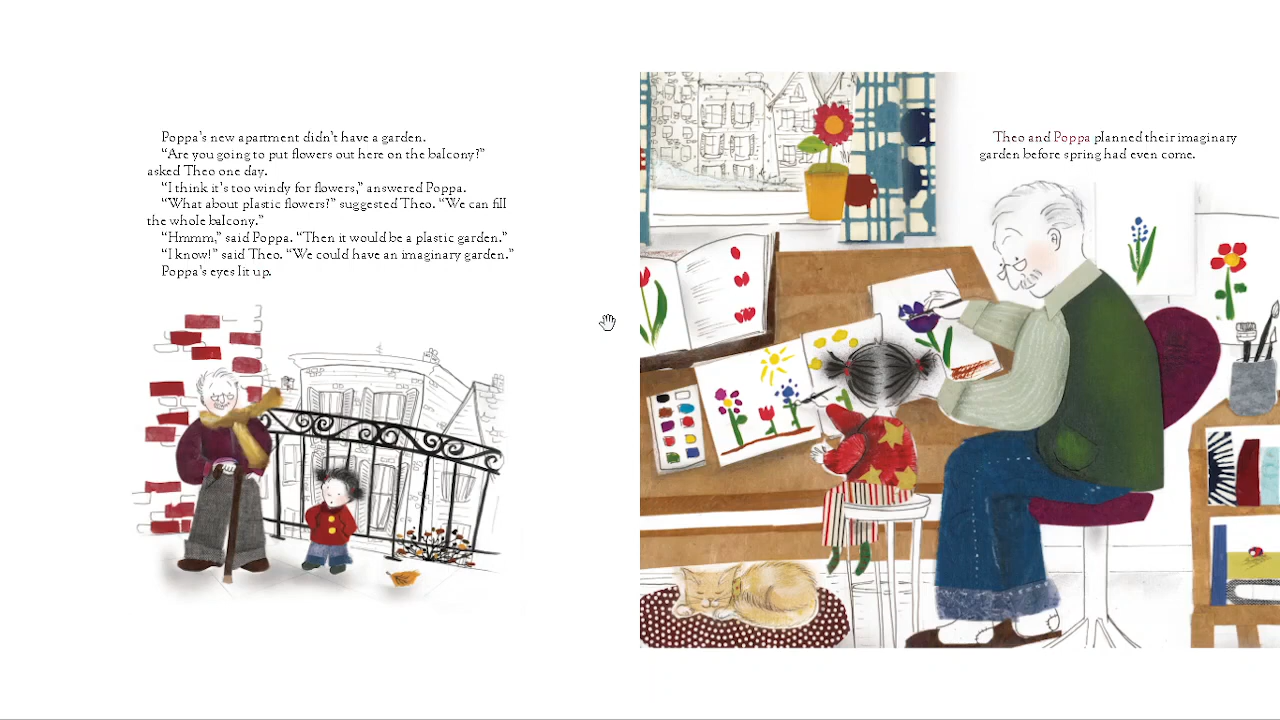 Poppa's new apartment didn't have a garden.
“Are you going to put flowers out here on the balcony?”
asked Theo one day.
“I think it's too windy for flowers,” answered Poppa.
“What about plastic flowers?” suggested Theo. “We can fill
the whole balcony.”
“Hmmm,” said Poppa. “Then it would be a plastic garden.”
“I know!” said Theo. “We could have an imaginary garden.”
Poppa's eyes lit up.
Theo and Poppa planned their imaginary
garden before spring had even come.